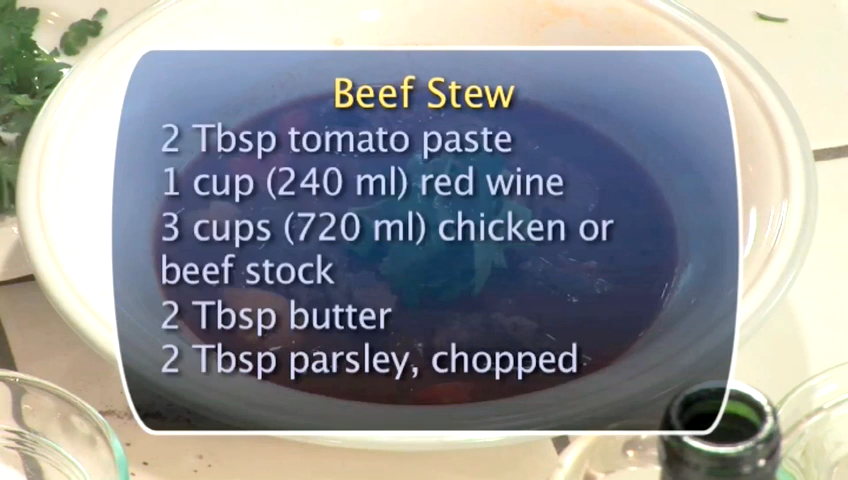 Beef Stew
2 Tbsp tomato paste
1 cup (240 ml) red wine
3 cups (720 ml) chicken or
beef stock
2 Tbsp butter
2 Tbsp parsley, chopped